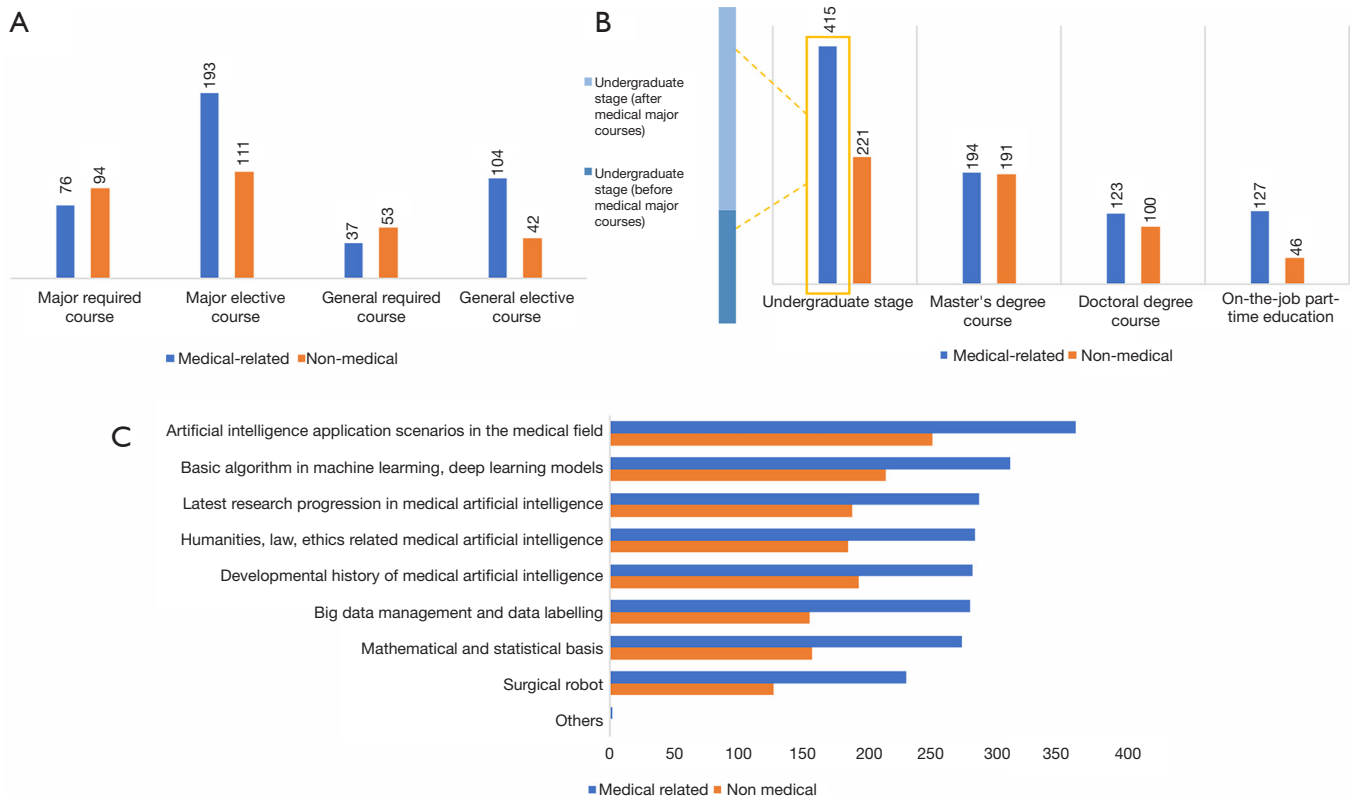 A
76
94
193
111
37
53
104
42
Major required
course
Major elective
course
General required
course
General elective
course
Medical-related
Non-medical
B
Undergraduate
stage (after
medical major
courses)
Undergraduate
stage (before
medical major
courses)
415
221
194
191
123
100
127
46
Undergraduate stage
Master's degree
course
Doctoral degree
course
On-the-job part-
time education
Medical-related
Non-medical
C
Artificial intelligence application scenarios in the medical field
Basic algorithm in machine learming, deep learning models
Latest research progression in medical artificial intelligence
Humanities, law, ethics related medical artificial intelligence
Developmental history of medical artificial intelligence
Big data management and data labelling
Mathematical and statistical basis
Surgical robot
Others
0 50 100 150 200 250 300 350 400
Medical related
Non medical